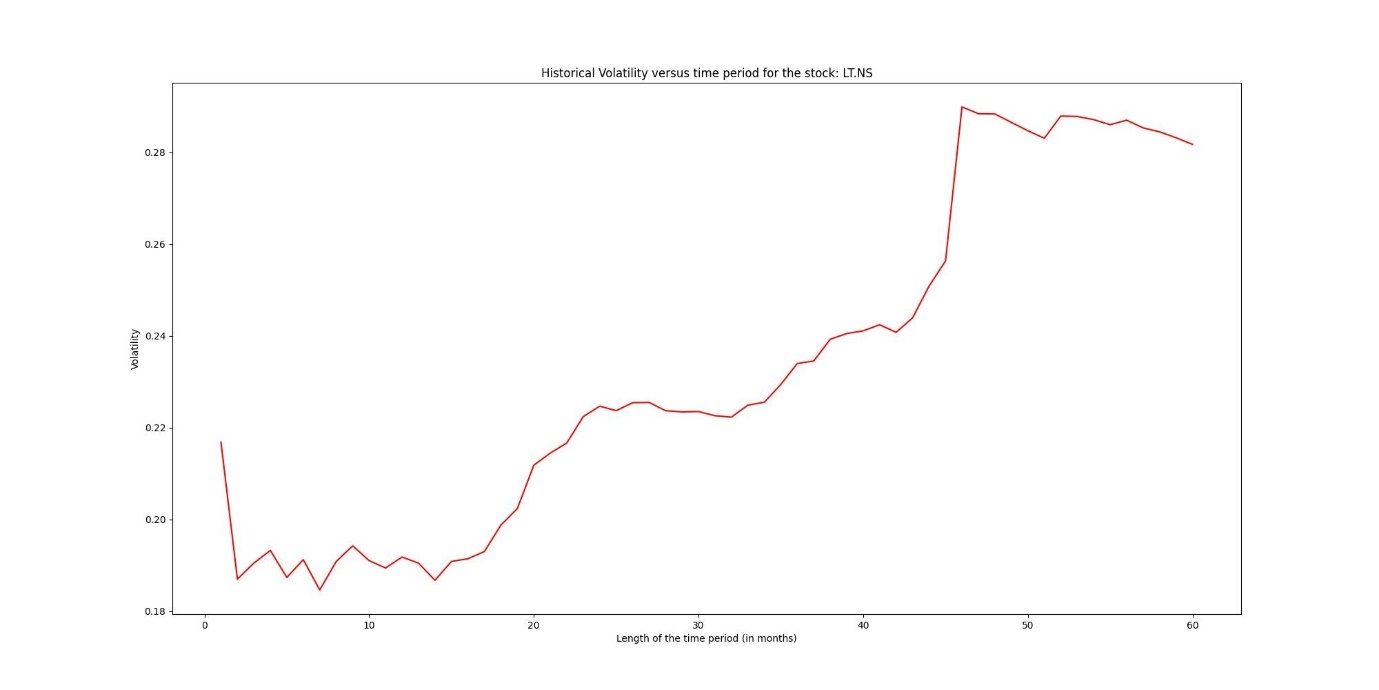 Historical Volatility versus time period for the stock: LT.NS
0.28
0.26
0.24
0.22
0.20
0.18
Volatility
0 10 20 30 40 50 60
Length of the time period (in months)